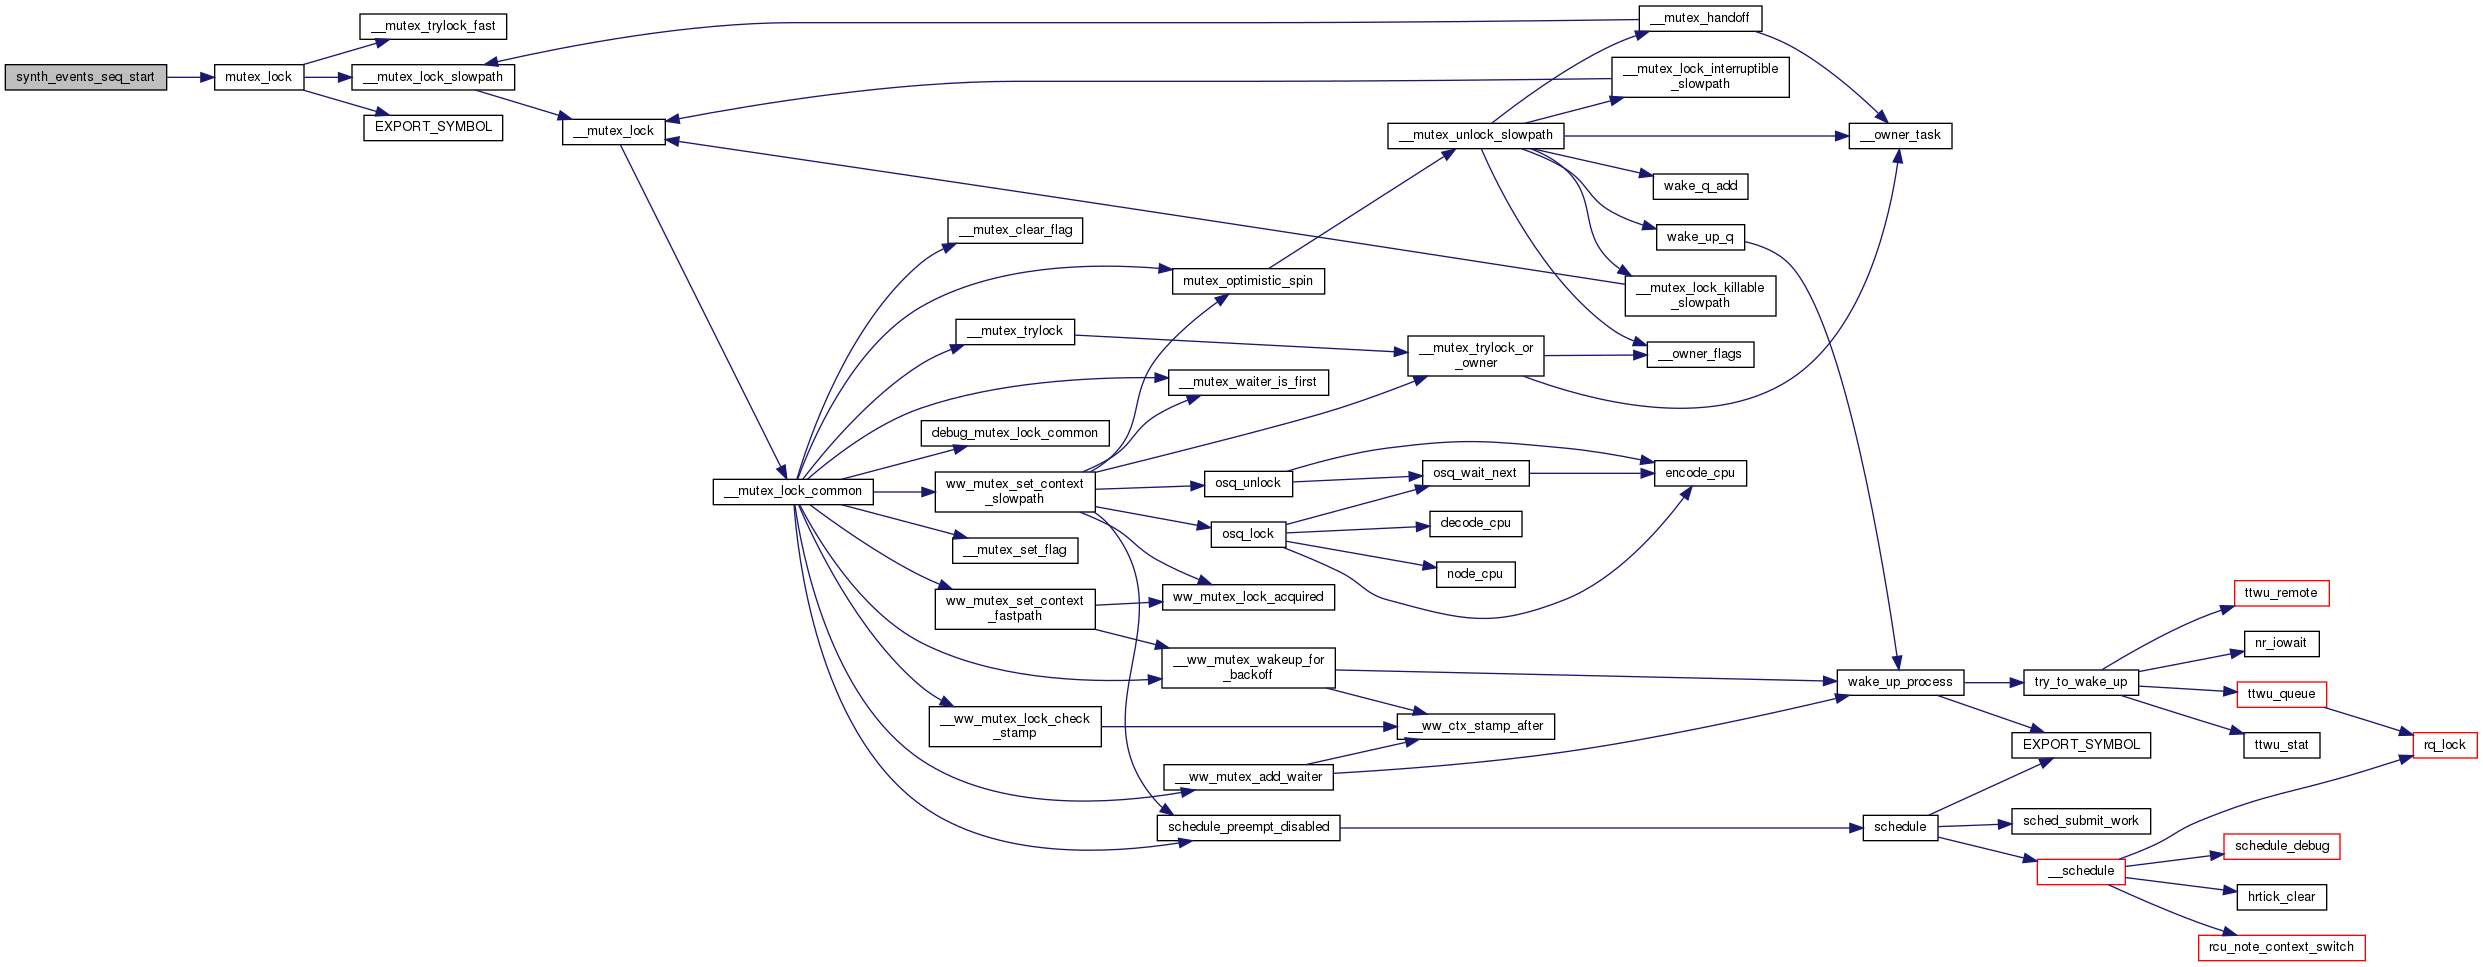 synth_events_seq_start
mutex_lock
__mutex_trylock_fast
__mutex_lock_slowpath
EXPORT_SYMBOL
__mutex_lock
__mutex_lock_common
__mutex_clear_flag
mutex_optimistic_spin
__mutex_trylock
__mutex_waiter_is_first
debug_mutex_lock_common
ww_mutex_set_context
_slowpath
__mutex_set_flag
ww_mutex_set_context
_fastpath
__ww_mutex_lock_check
_stamp
osq_unlock
osq_lock
ww_mutex_lock_acquired
__ww_mutex_wakeup_for
_backoff
__ww_mutex_add_waiter
schedule_preempt_disabled
__mutex_unlock_slowpath
__mutex_trylock_or
_owner
osq_wait_next
decode_cpu
node_cpu
__ww_ctx_stamp_after
__mutex_handoff
__mutex_lock_interruptible
_slowpath
wake_q_add
wake_up_q
__mutex_lock_killable
_slowpath
__owner_flags
encode_cpu
__owner_task
wake_up_process
schedule
try_to_wake_up
EXPORT_SYMBOL
sched_submit_work
__schedule
ttwu_remote
nr_iowait
ttwu_queue
ttwu_stat
schedule_debug
hrtick_clear
rcu_note_context_switch
rq_lock